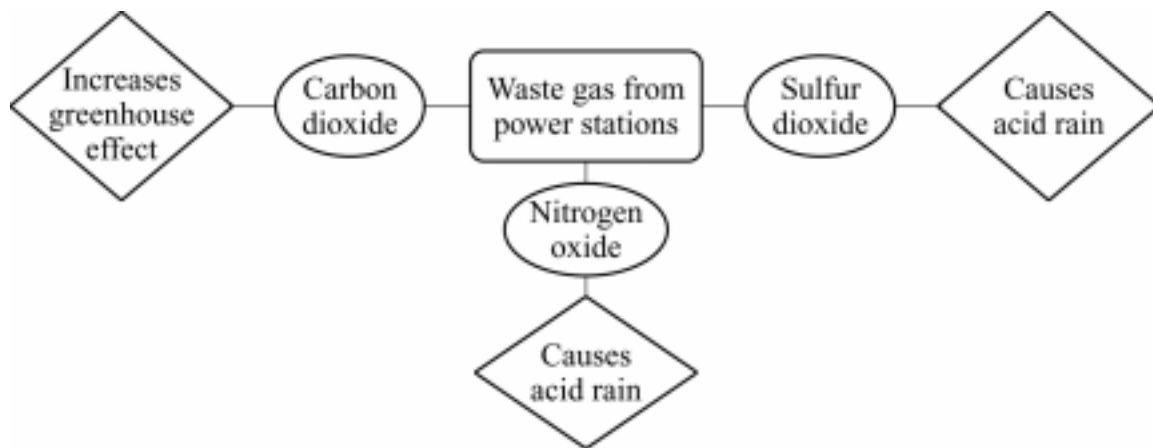 Increases
greenhouse
effect
Carbon
dioxide
Waste gas from
power stations
Sulfur
dioxide
Causes
acid rain
Nitrogen
oxide
Causes
acid rain